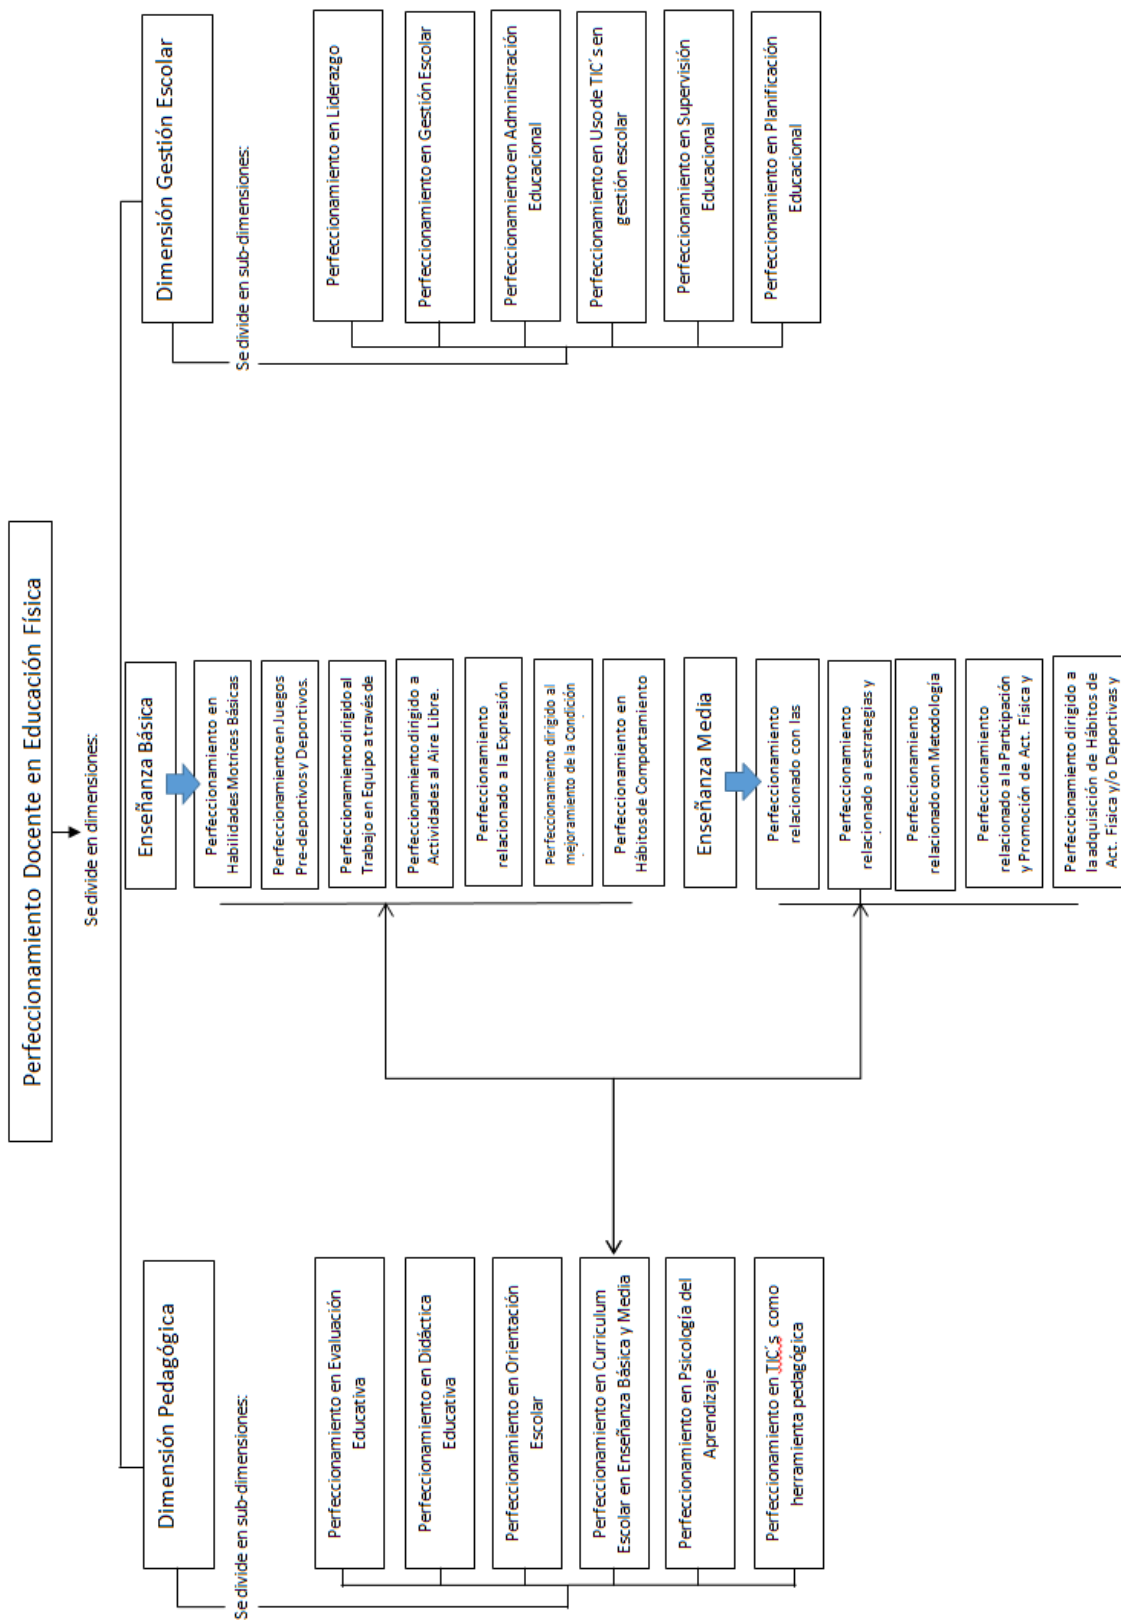 Perfeccionamiento Docente en Educación Física
Se divide en dimensiones:
Dimensión Pedagógica
Se divide en sub-dimensiones:
Perfeccionamiento en Evaluación
Educativa
Perfeccionamiento en Didáctica
Educativa
Perfeccionamiento en Orientación
Escolar
Perfeccionamiento en Curriculum
Escolar en Enseñanza Básica y Media
Perfeccionamiento en Psicología del
Aprendizaje
Perfeccionamiento en TIC´s como
herramienta pedagógica
Enseñanza Básica
Perfeccionamiento en
Habilidades Motrices Básicas
Perfeccionamiento en Juegos
Pre-deportivos y Deportivos.
Perfeccionamiento dirigido al
Trabajo en Equipo a través de
Perfeccionamiento dirigido a
Actividades al Aire Libre.
Perfeccionamiento
relacionado a la Expresión
Perfeccionamiento dirigido al
mejoramiento de la Condición
Perfeccionamiento en
Hábitos de Comportamiento
Enseñanza Media
Perfeccionamiento
relacionado con las
Perfeccionamiento
relacionado a estrategias y
Perfeccionamiento
relacionado con Metodología
Perfeccionamiento
relacionado a la Participación
y Promoción de Act. Física y
Perfeccionamiento dirigido a
la adquisición de Hábitos de
Act. Física y/o Deportivas y
Dimensión Gestión Escolar
Se divide en sub-dimensiones:
Perfeccionamiento en Liderazgo
Perfeccionamiento en Gestión Escolar
Perfeccionamiento en Administración
Educacional
Perfeccionamiento en Uso de TIC´s en
gestión escolar
Perfeccionamiento en Supervisión
Educacional
Perfeccionamiento en Planificación
Educacional